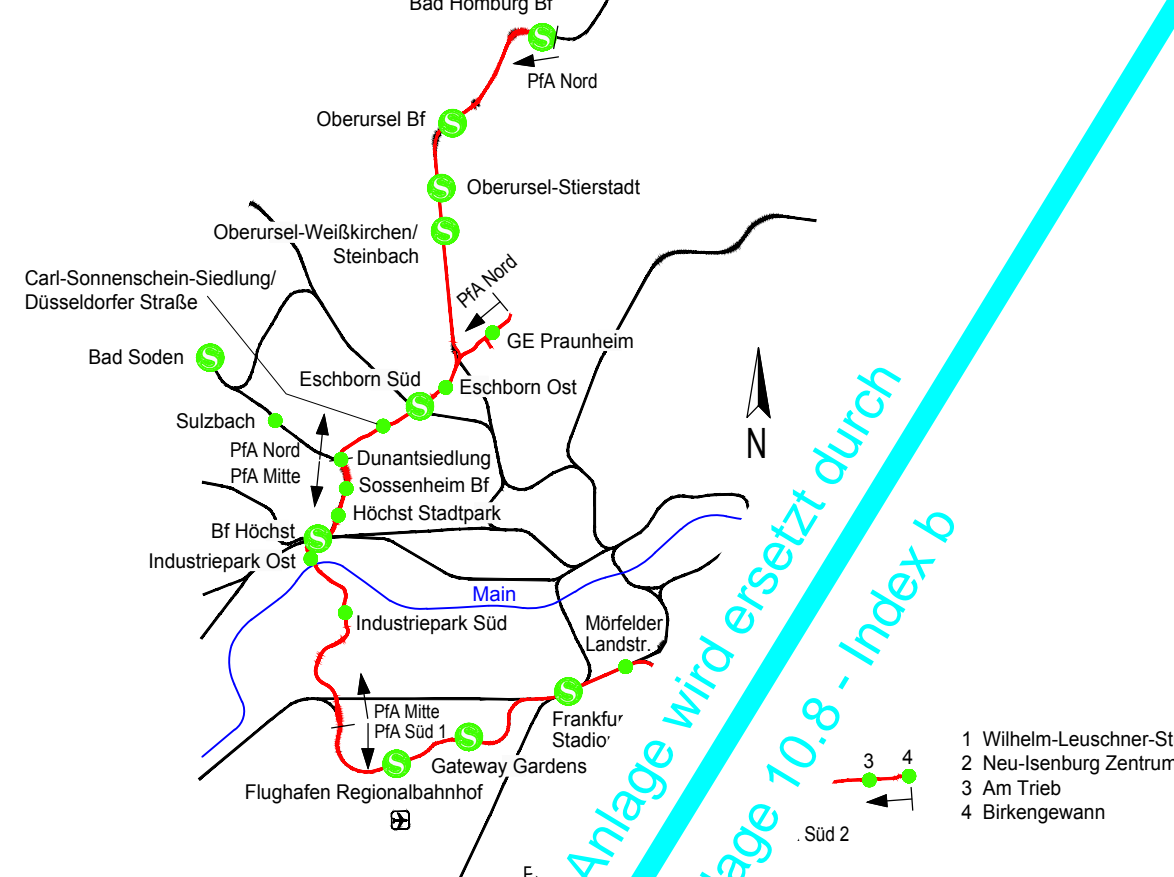 Bad Homburg Bf
PfA Nord
Oberursel Bf
Oberursel-Stierstadt
Oberursel-Weißkirchen/
Steinbach
Carl-Sonnenschein-Siedlung/
Düsseldorfer Straße
PfA Nord
GE Praunheim
Bad Soden
Eschborn Süd
Eschborn Ost
Sulzbach
PfA Nord
PfA Mitte
Dunantsiedlung
Sossenheim Bf
Höchst Stadtpark
Bf Höchst
Industriepark Ost
N
Main
Industriepark Süd
Mörfelder
Landstr.
PfA Mitte
PfA Süd 1
Gateway Gardens
Flughafen Regionalbahnhof
Anlage wird ersetzt durch
10.8 - Index b
3 4
Süd 2
1 Wilhelm-Leuschner-St
2 Neu-Isenburg Zentrum
3 Am Trieb
4 Birkengewann